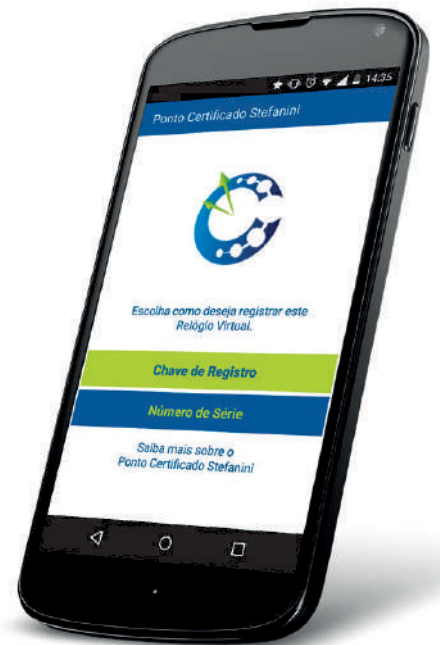 14:35
Ponto Certificado Stefanini
Escolha como deseja registrar este
Relógio Virtual.
Chave de Registro
Número de Série
Saiba mais sobre o
Ponto Certificado Stefanini